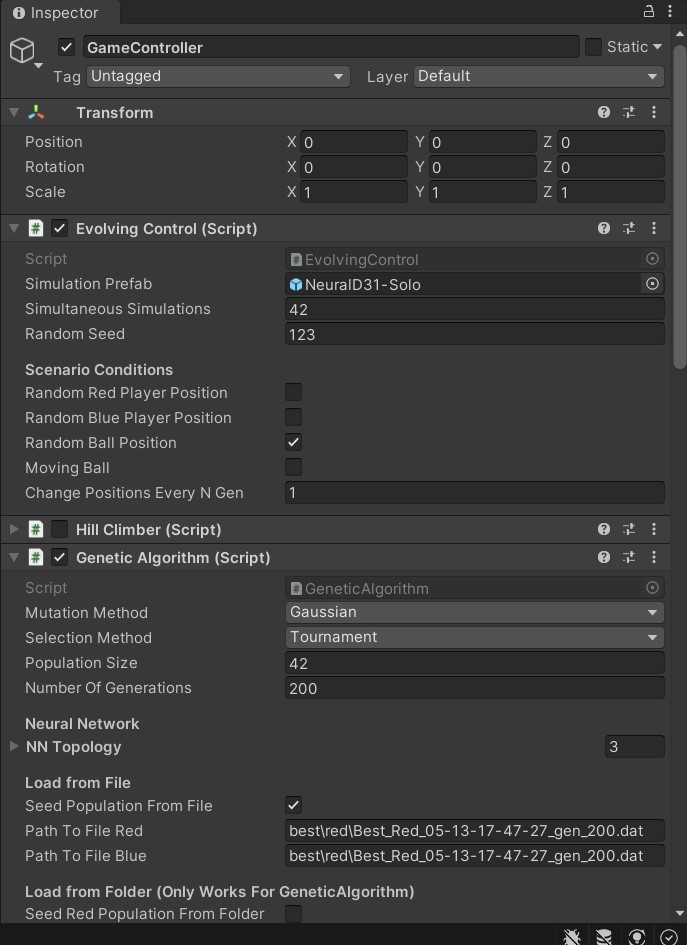 Inspector
GameController Static
Tag Untagged Layer Default
Transform
Position X 0 Y 0 Z 0
Rotation X 0 Y 0 Z 0
Scale X 1 Y 1 Z 1
# Evolving Control (Script)
Script # EvolvingControl
Simulation Prefab NeuralD31-Solo
Simultaneous Simulations 42
Random Seed 123
Scenario Conditions
Random Red Player Position
Random Blue Player Position
Random Ball Position
Moving Ball
Change Positions Every N Gen 1
# Hill Climber (Script)
# Genetic Algorithm (Script)
Script # GeneticAlgorithm
Mutation Method Gaussian
Selection Method Tournament
Population Size 42
Number Of Generations 200
Neural Network
NN Topology 3
Load from File
Seed Population From File
Path To File Red best\red\Best_Red_05-13-17-47-27_gen_200.dat
Path To File Blue best\red\Best_Red_05-13-17-47-27_gen_200.dat
Load from Folder (Only Works For GeneticAlgorithm)
Seed Red Population From Folder